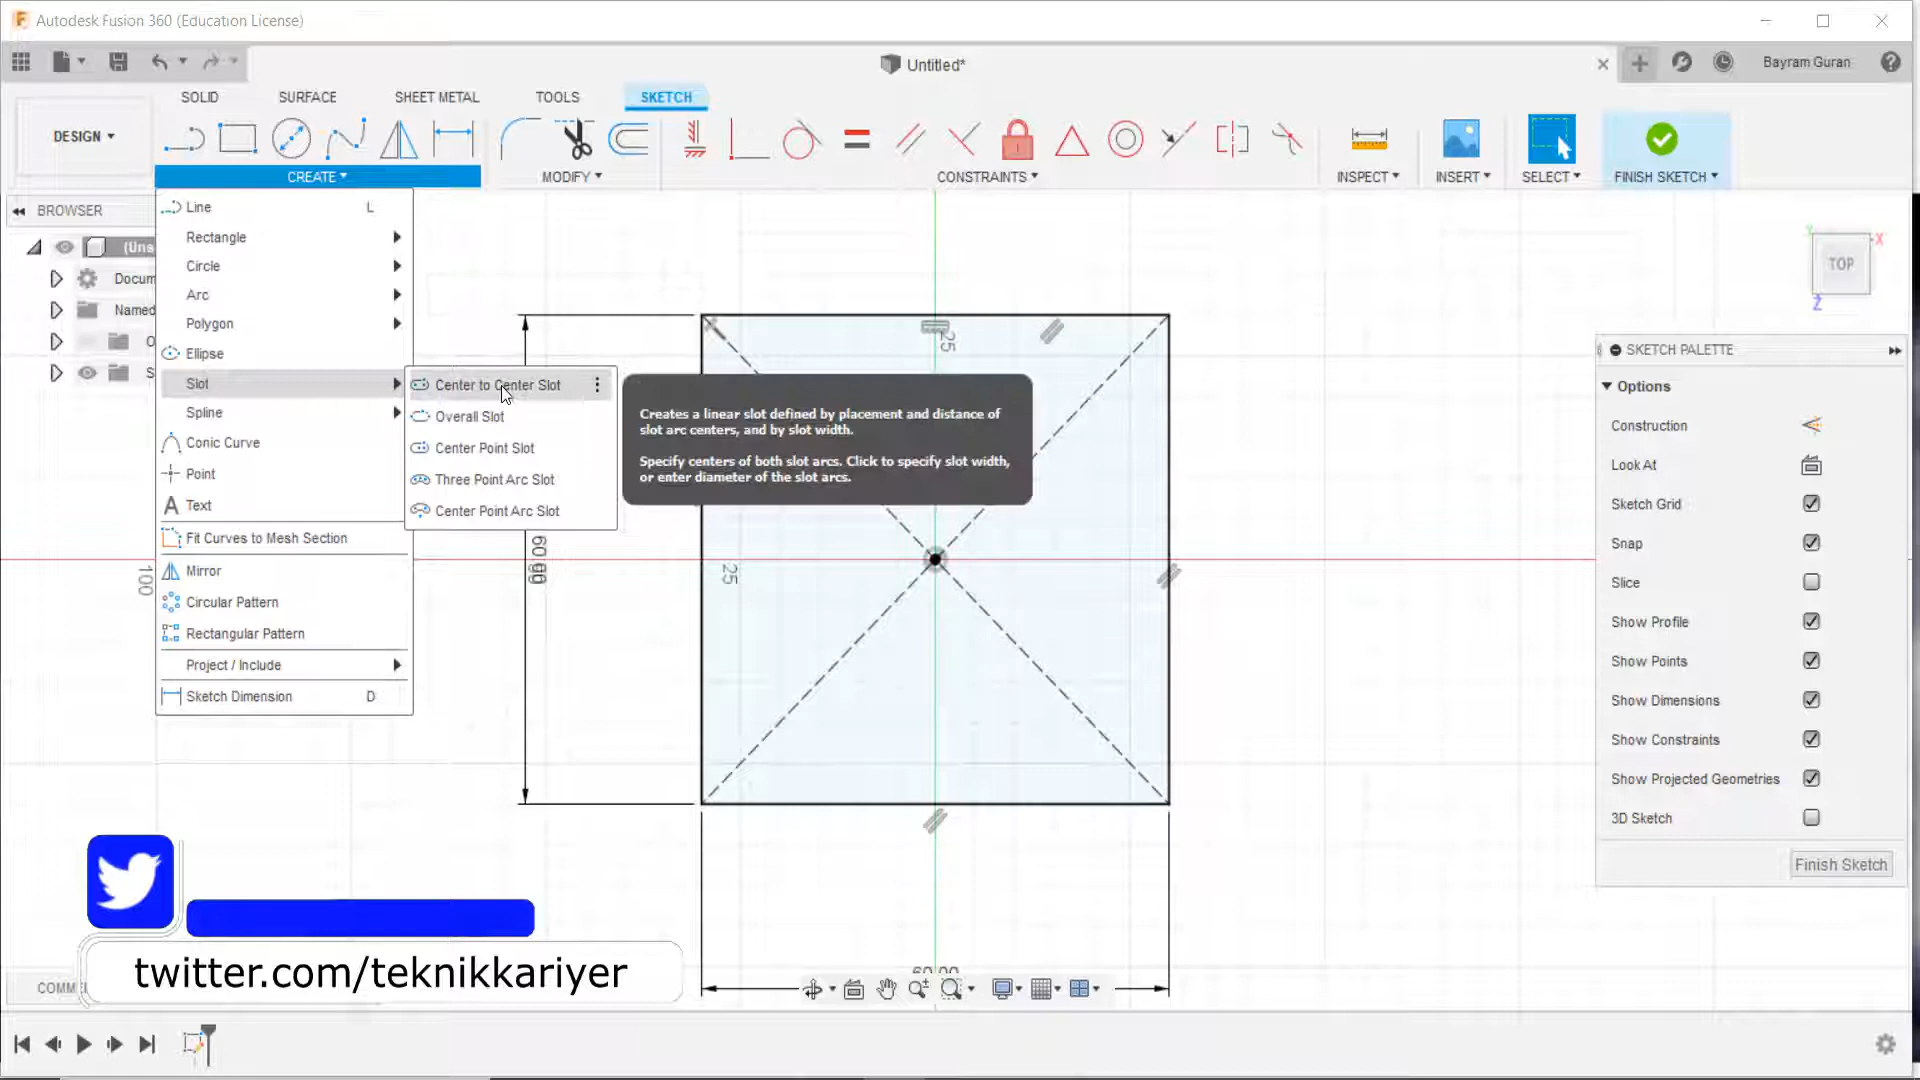 Autodesk Fusion 360 (Education License)
Untitled*
Bayram Guran
DESIGN
SOLID
SURFACE
SHEET METAL
TOOLS
SKETCH
CREATE
MODIFY
CONSTRAINTS
INSPECT
INSERT
SELECT
FINISH SKETCH
BROWSER
(Uns
Docum
Named
O
S
Line L
Rectangle
Circle
Arc
Polygon
Ellipse
Slot
Spline
Conic Curve
Point
Text
Fit Curves to Mesh Section
Mirror
Circular Pattern
Rectangular Pattern
Project / Include
Sketch Dimension D
Center to Center Slot
Overall Slot
Center Point Slot
Three Point Arc Slot
Center Point Arc Slot
Creates a linear slot defined by placement and distance of
slot arc centers, and by slot width.
Specify centers of both slot arcs. Click to specify slot width,
or enter diameter of the slot arcs.
25
25
100
60.00
TOP
X
Y
Z
SKETCH PALETTE
Options
Construction
Look At
Sketch Grid
Snap
Slice
Show Profile
Show Points
Show Dimensions
Show Constraints
Show Projected Geometries
3D Sketch
Finish Sketch
COMME
twitter.com/teknikkariyer